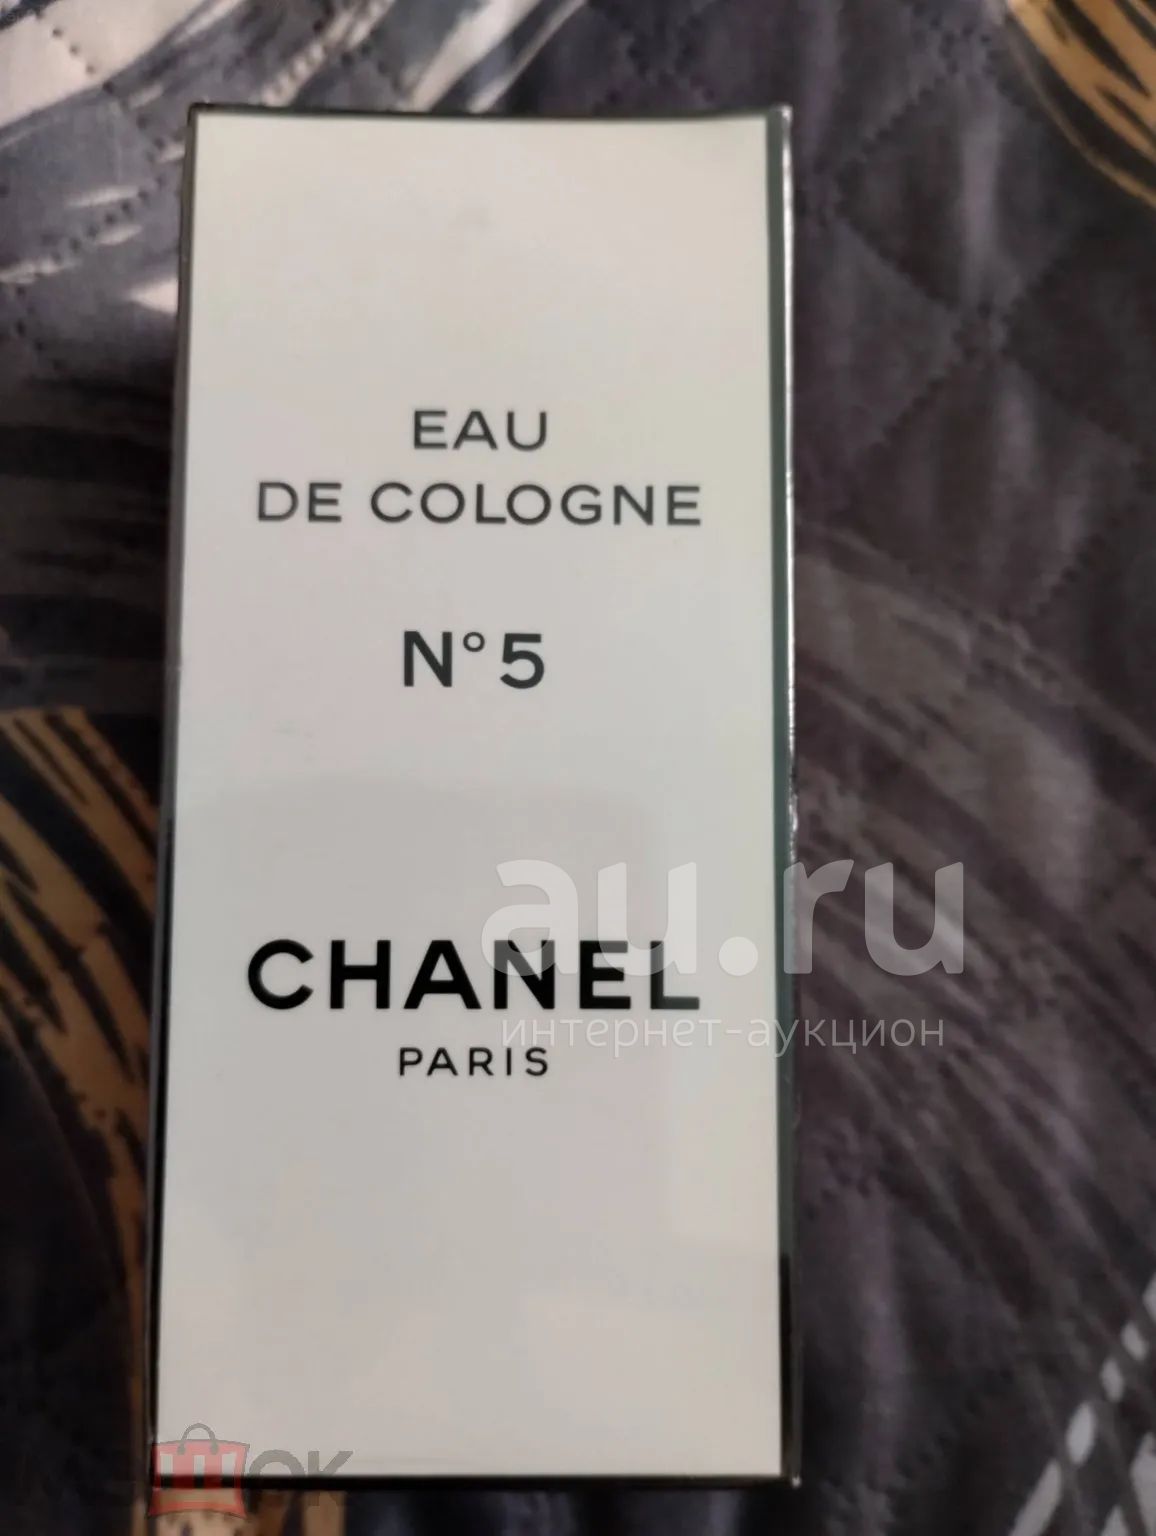 EAU
DE COLOGNE
N°5
CHANEL
PARIS
au.ru
интернет-аукцион
шок